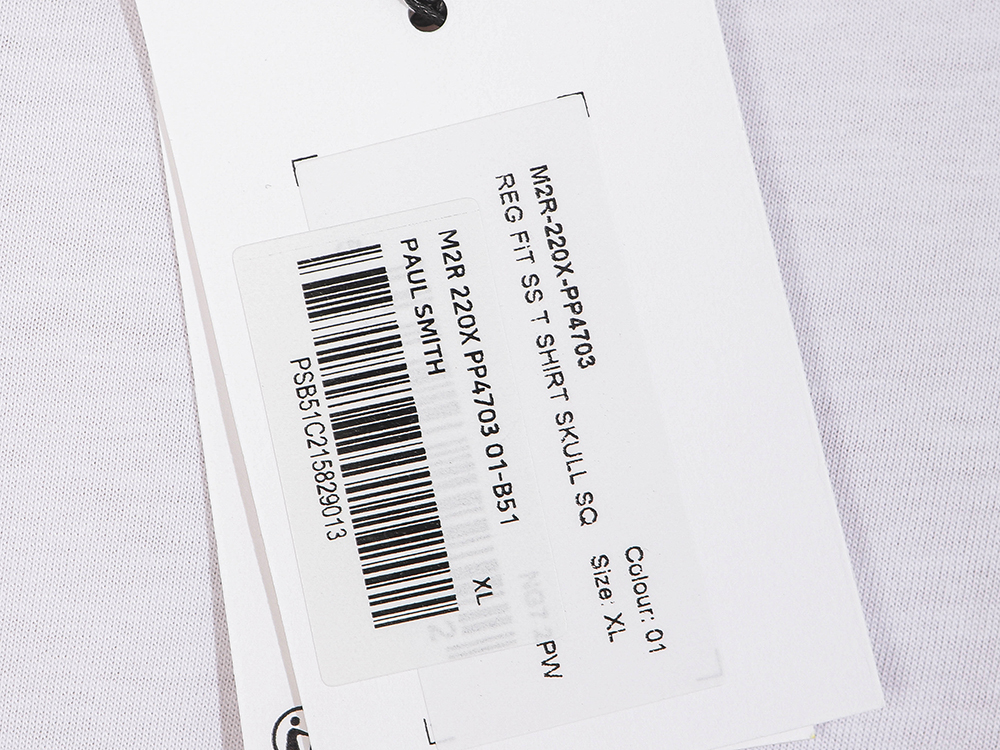 M2R-220X-PP4703
REG FIT SS T SHIRT SKULL SQ
Colour: 01
Size: XL
M2R 220X PP4703 01-B51
XL
PAUL SMITH
PSB51C215829013
PW